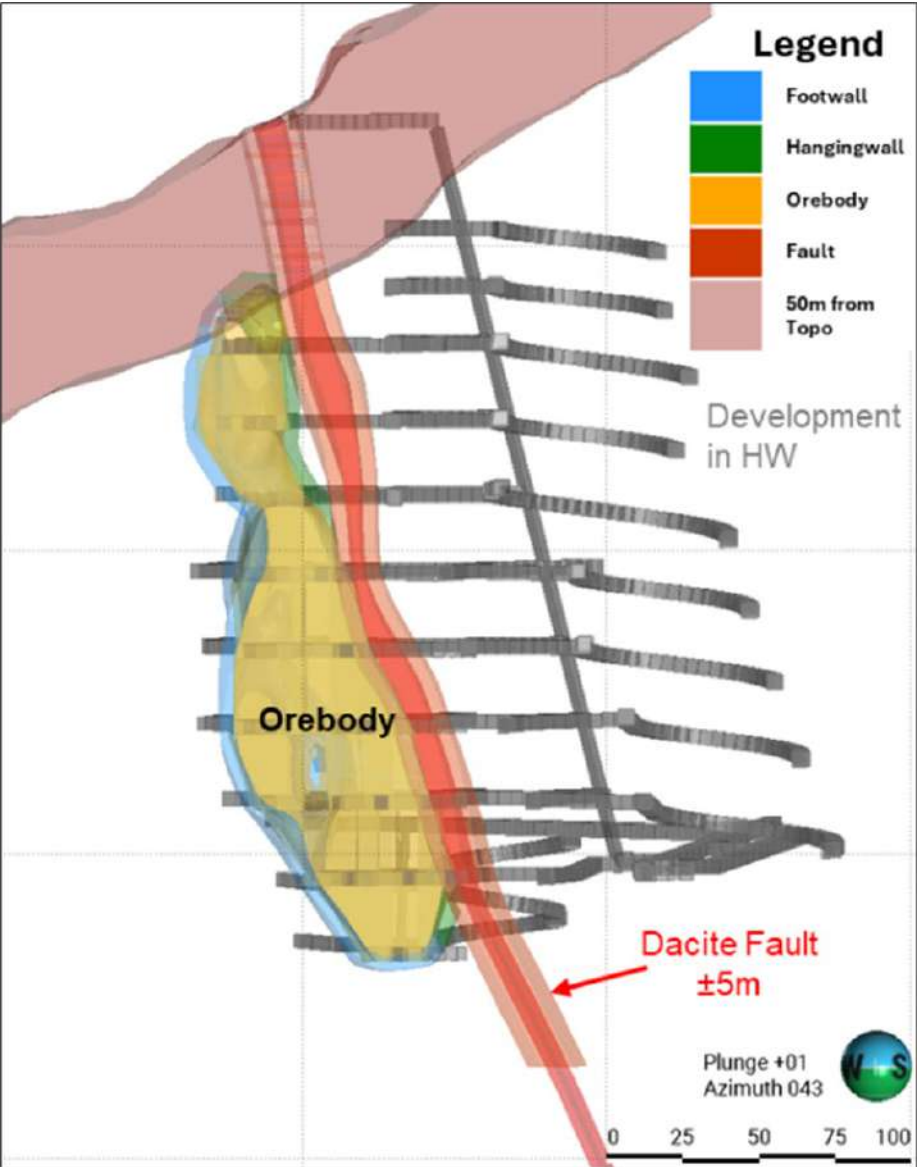 Legend
Footwall
Hangingwall
Orebody
Fault
50m from
Topo
Development
in HW
Orebody
Dacite Fault
±5m
Plunge +01
Azimuth 043
W S
0 25 50 75 100